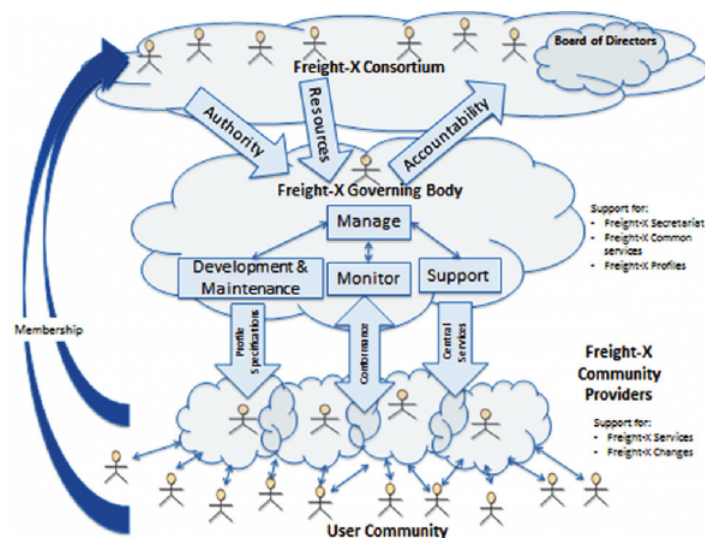 Board of Directors
Freight-X Consortium
Authority
Resources
Accountability
Freight-X Governing Body
Manage
Development &
Maintenance
Monitor
Support
Support for:
• Freight-X Secretariat
• Freight-X Common
services
• Freight-X Profiles
Membership
Profile
Specifications
Conformance
Central
Services
Freight-X
Community
Providers
Support for:
• Freight-X Services
• Freight-X Changes
User Community